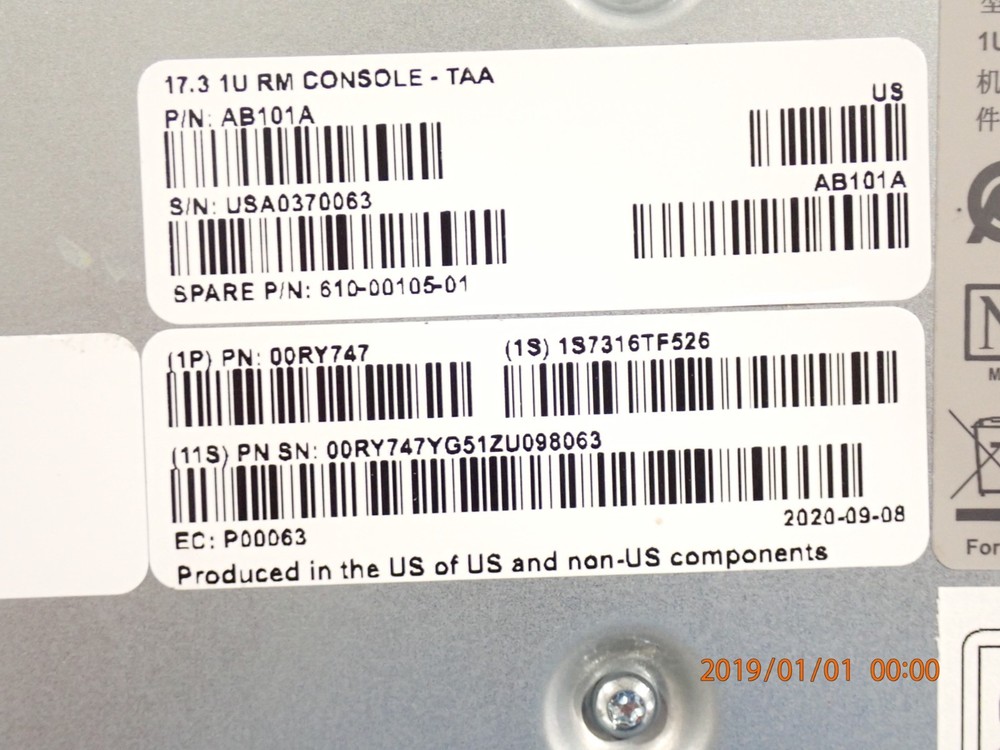 17.3 1U RM CONSOLE - TAA
P/N: AB101A
US
S/N: USA0370063
AB101A
SPARE P/N: 610-00105-01
(1P) PN: 00RY747
(1S) 1S7316TF526
(11S) PN SN: 00RY747YG51ZU098063
2020-09-08
EC: P00063
Produced in the US of US and non-US components
1U
机
件
N
For
2019/01/01 00:00